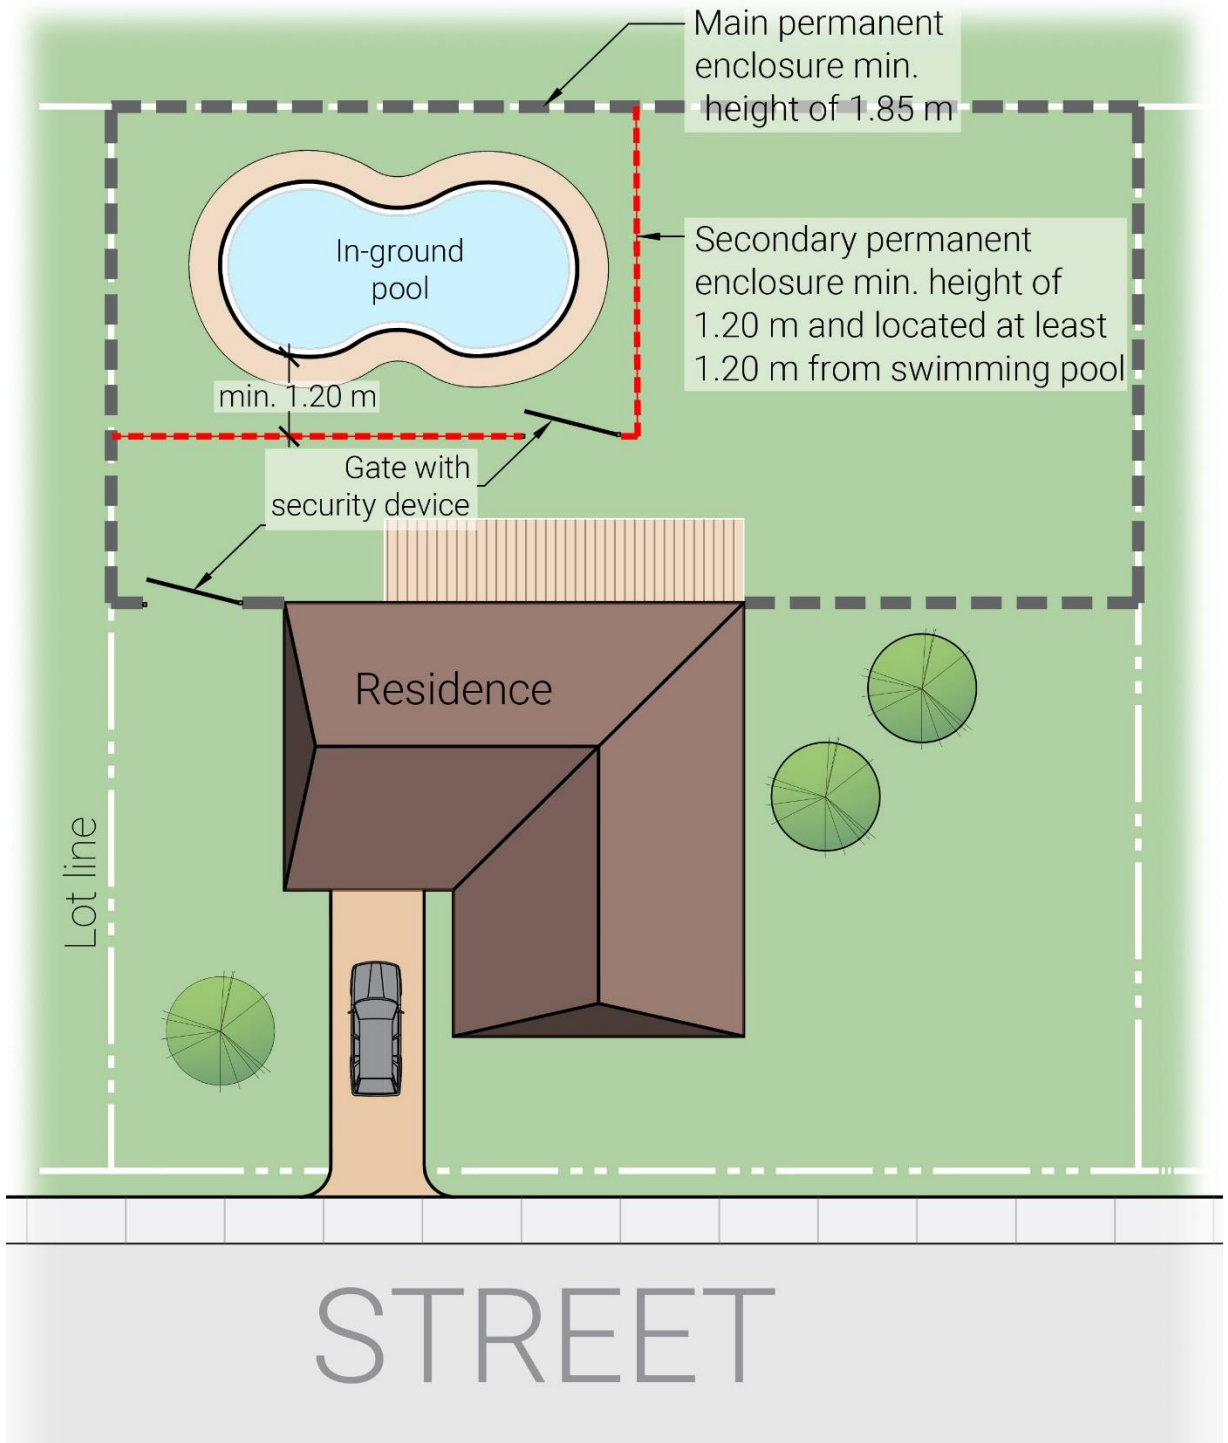 Main permanent
enclosure min.
height of 1.85 m
In-ground
pool
Secondary permanent
enclosure min. height of
1.20 m and located at least
1.20 m from swimming pool
min. 1.20 m
Gate with
security device
Residence
Lot line
STREET